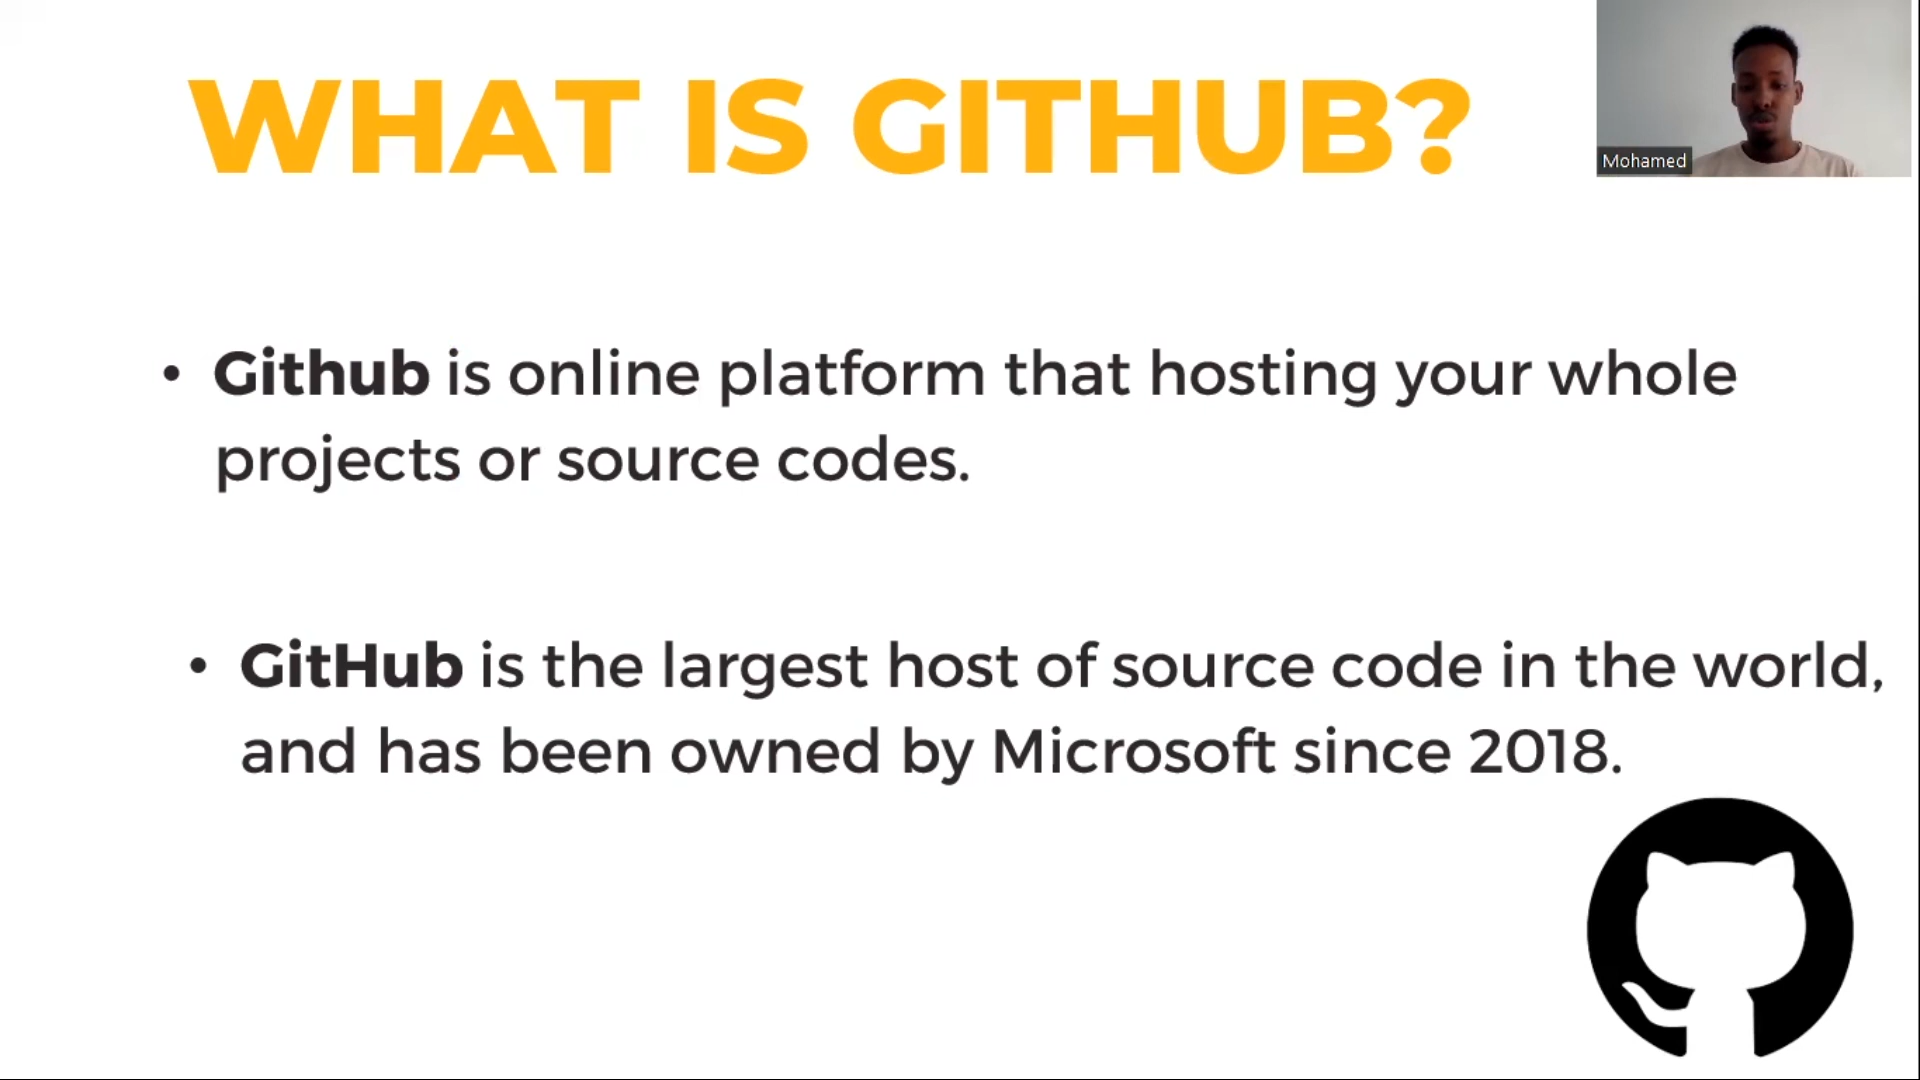 WHAT IS GITHUB?
Mohamed
• Github is online platform that hosting your whole
projects or source codes.
• GitHub is the largest host of source code in the world,
and has been owned by Microsoft since 2018.